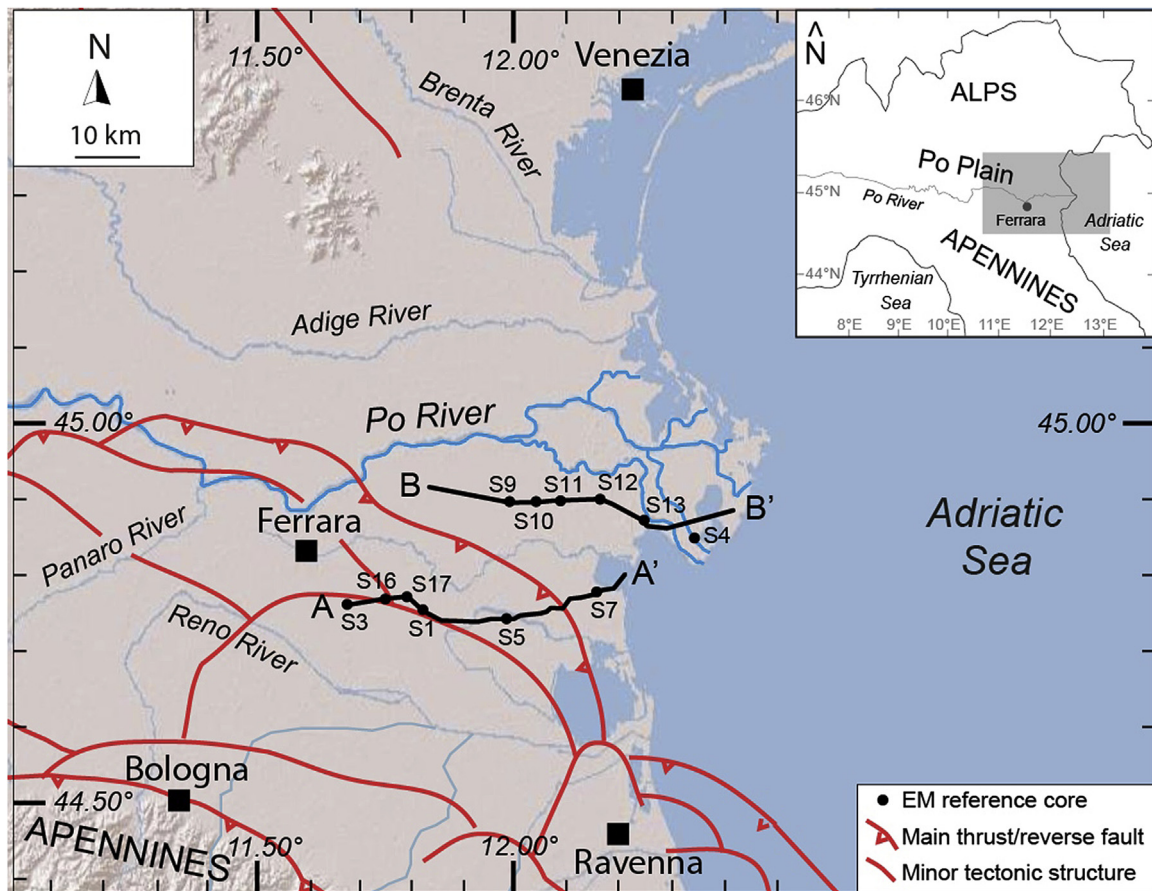 N
10 km
11.50°
12.00°
Venezia
Brenta River
N
ALPS
46°N
Po Plain
45°N
Po River
Ferrara
Adriatic
Sea
APENNINES
44°N
Tyrrhenian
Sea
8°E 9°E 10°E 11°E 12°E 13°E
Adige River
45.00°
Po River
45.00°
B
S9
S11
S12
S10
S13
B'
S4
Ferrara
Panaro River
Adriatic
Sea
S16
S17
A'
A
S3
S1
S5
S7
Reno River
Bologna
44.50°
APENNINES
11.50°
12.00°
Ravenna
EM reference core
Main thrust/reverse fault
Minor tectonic structure